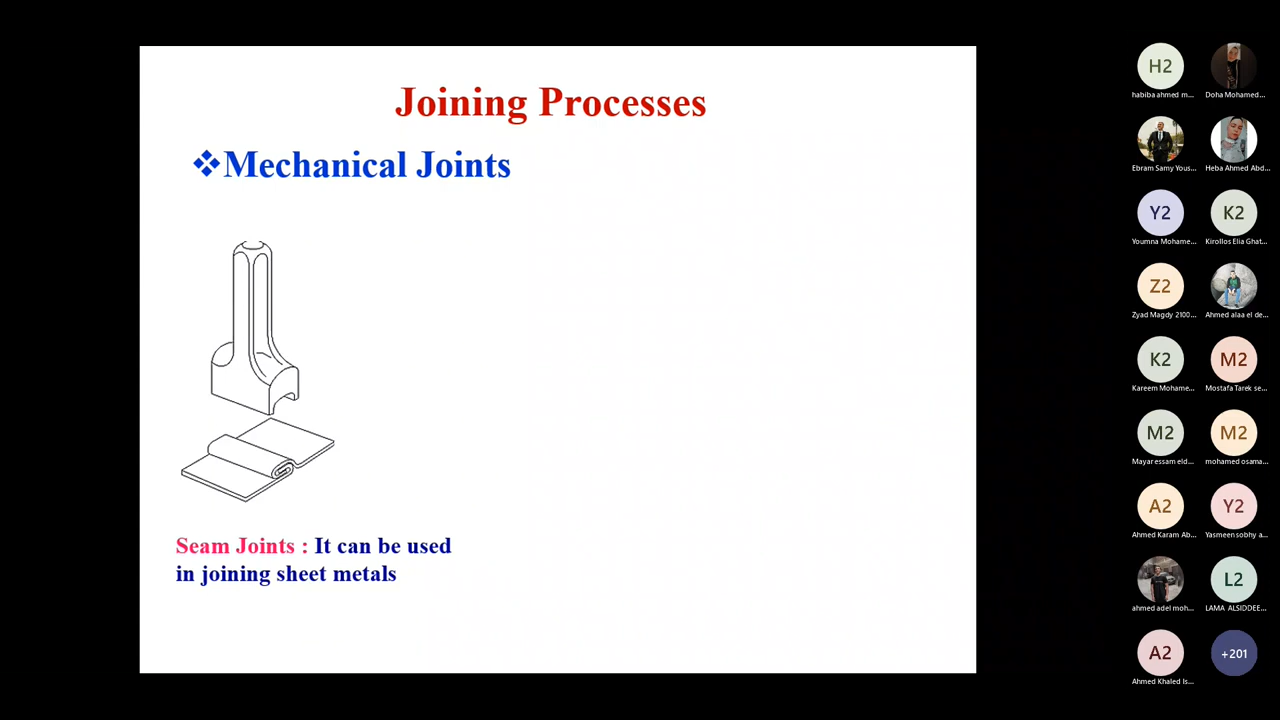 Joining Processes
❖Mechanical Joints
Seam Joints : It can be used
in joining sheet metals
H2
habiba ahmed m...
Doha Mohamed...
Ebram Samy Yous...
Heba Ahmed Abd...
Y2
Youmna Mohame...
K2
Kirollos Elia Ghat...
Z2
Zyad Magdy 2100...
Ahmed alaa el de...
K2
Kareem Mohame...
M2
Mostafa Tarek se...
M2
Mayar essam eld...
M2
mohamed osama...
A2
Ahmed Karam Ab...
Y2
Yasmeen sobhy a...
ahmed adel moh...
L2
LAMA ALSIDDEE...
A2
Ahmed Khaled Is...
+201